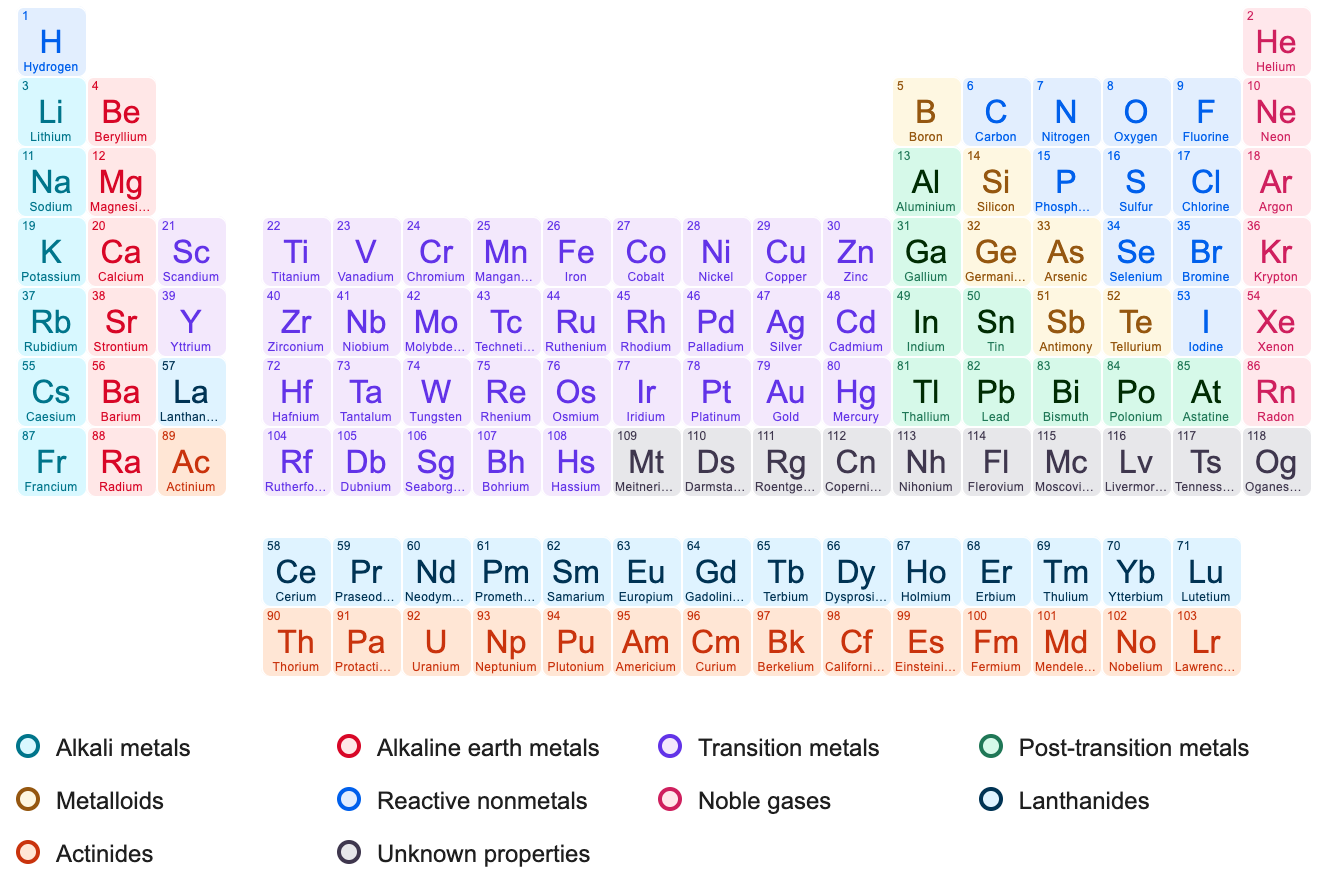 1 2
H He
Hydrogen Helium
3 4 5 6 7 8 9 10
Li Be B C N O F Ne
Lithium Beryllium Boron Carbon Nitrogen Oxygen Fluorine Neon
11 12 13 14 15 16 17 18
Na Mg Al Si P S Cl Ar
Sodium Magnesi... Aluminium Silicon Phosph... Sulfur Chlorine Argon
19 20 21 22 23 24 25 26 27 28 29 30 31 32 33 34 35 36
K Ca Sc Ti V Cr Mn Fe Co Ni Cu Zn Ga Ge As Se Br Kr
Potassium Calcium Scandium Titanium Vanadium Chromium Mangan... Iron Cobalt Nickel Copper Zinc Gallium Germani... Arsenic Selenium Bromine Krypton
37 38 39 40 41 42 43 44 45 46 47 48 49 50 51 52 53 54
Rb Sr Y Zr Nb Mo Tc Ru Rh Pd Ag Cd In Sn Sb Te I Xe
Rubidium Strontium Yttrium Zirconium Niobium Molybde... Techneti... Ruthenium Rhodium Palladium Silver Cadmium Indium Tin Antimony Tellurium Iodine Xenon
55 56 57 72 73 74 75 76 77 78 79 80 81 82 83 84 85 86
Cs Ba La Hf Ta W Re Os Ir Pt Au Hg Tl Pb Bi Po At Rn
Caesium Barium Lanthan... Hafnium Tantalum Tungsten Rhenium Osmium Iridium Platinum Gold Mercury Thallium Lead Bismuth Polonium Astatine Radon
87 88 89 104 105 106 107 108 109 110 111 112 113 114 115 116 117 118
Fr Ra Ac Rf Db Sg Bh Hs Mt Ds Rg Cn Nh Fl Mc Lv Ts Og
Francium Radium Actinium Rutherfo... Dubnium Seaborg... Bohrium Hassium Meitneri... Darmsta... Roentge... Coperni... Nihonium Flerovium Moscovi... Livermor... Tenness... Oganes...
58 59 60 61 62 63 64 65 66 67 68 69 70 71
Ce Pr Nd Pm Sm Eu Gd Tb Dy Ho Er Tm Yb Lu
Cerium Praseod... Neodym... Prometh... Samarium Europium Gadolini... Terbium Dysprosi... Holmium Erbium Thulium Ytterbium Lutetium
90 91 92 93 94 95 96 97 98 99 100 101 102 103
Th Pa U Np Pu Am Cm Bk Cf Es Fm Md No Lr
Thorium Protacti... Uranium Neptunium Plutonium Americium Curium Berkelium Californi... Einsteini... Fermium Mendele... Nobelium Lawrenc...
Alkali metals Alkaline earth metals Transition metals Post-transition metals
Metalloids Reactive nonmetals Noble gases Lanthanides
Actinides Unknown properties